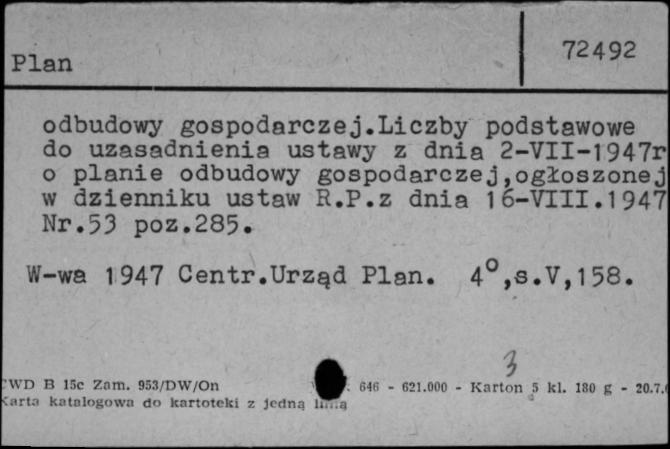 Plan
72492
odbudowy gospodarczej.Liczby podstawowe
do uzasadnienia ustawy z dnia 2-VII-1947r
o planie odbudowy gospodarczej,ogłoszonej
w dzienniku ustaw R.P.z dnia 16-VIII.1947
Nr.53 poz.285.
W-wa 1947 Centr.Urząd Plan. 4°,s.V,158.
3
WD B 15c Zam. 953/DW/On 646 - 621.000 - Karton 5 kl. 180 g - 20.7.
Karta katalogowa do kartoteki z jedną linią